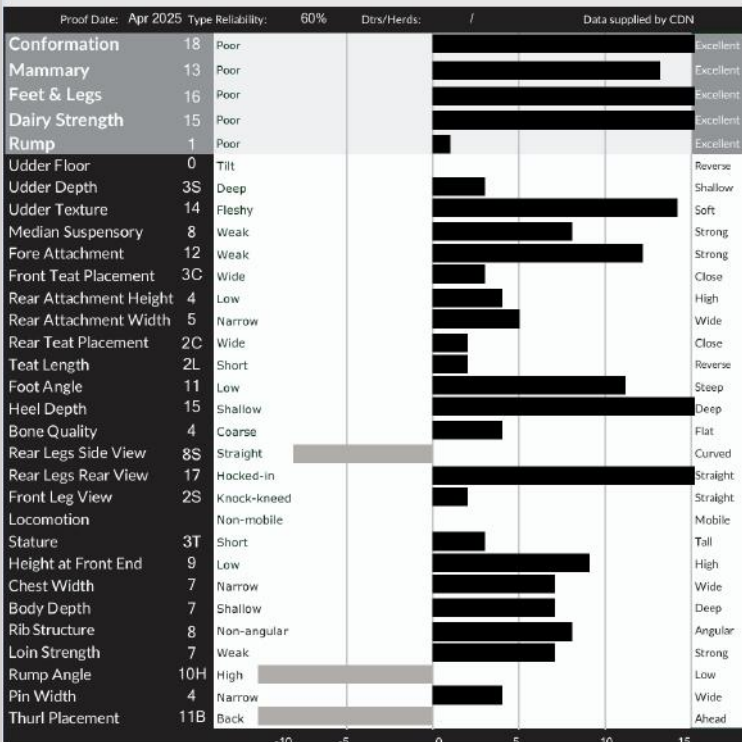 Proof Date: Apr 2025 Type Reliability: 60% Dtrs/Herds: / Data supplied by CDN
Conformation 18 Poor Excellent
Mammary 13 Poor Excellent
Feet & Legs 16 Poor Excellent
Dairy Strength 15 Poor Excellent
Rump 1 Poor Excellent
Udder Floor 0 Tilt Reverse
Udder Depth 3S Deep Shallow
Udder Texture 14 Fleshy Soft
Median Suspensory 8 Weak Strong
Fore Attachment 12 Weak Strong
Front Teat Placement 3C Wide Close
Rear Attachment Height 4 Low High
Rear Attachment Width 5 Narrow Wide
Rear Teat Placement 2C Wide Close
Teat Length 2L Short Reverse
Foot Angle 11 Low Steep
Heel Depth 15 Shallow Deep
Bone Quality 4 Coarse Flat
Rear Legs Side View 8S Straight Curved
Rear Legs Rear View 17 Hocked-in Straight
Front Leg View 2S Knock-kneed Straight
Locomotion Non-mobile Mobile
Stature 3T Short Tall
Height at Front End 9 Low High
Chest Width 7 Narrow Wide
Body Depth 7 Shallow Deep
Rib Structure 8 Non-angular Angular
Loin Strength 7 Weak Strong
Rump Angle 10H High Low
Pin Width 4 Narrow Wide
Thurl Placement 11B Back Ahead
-10 -5 0 5 10 15